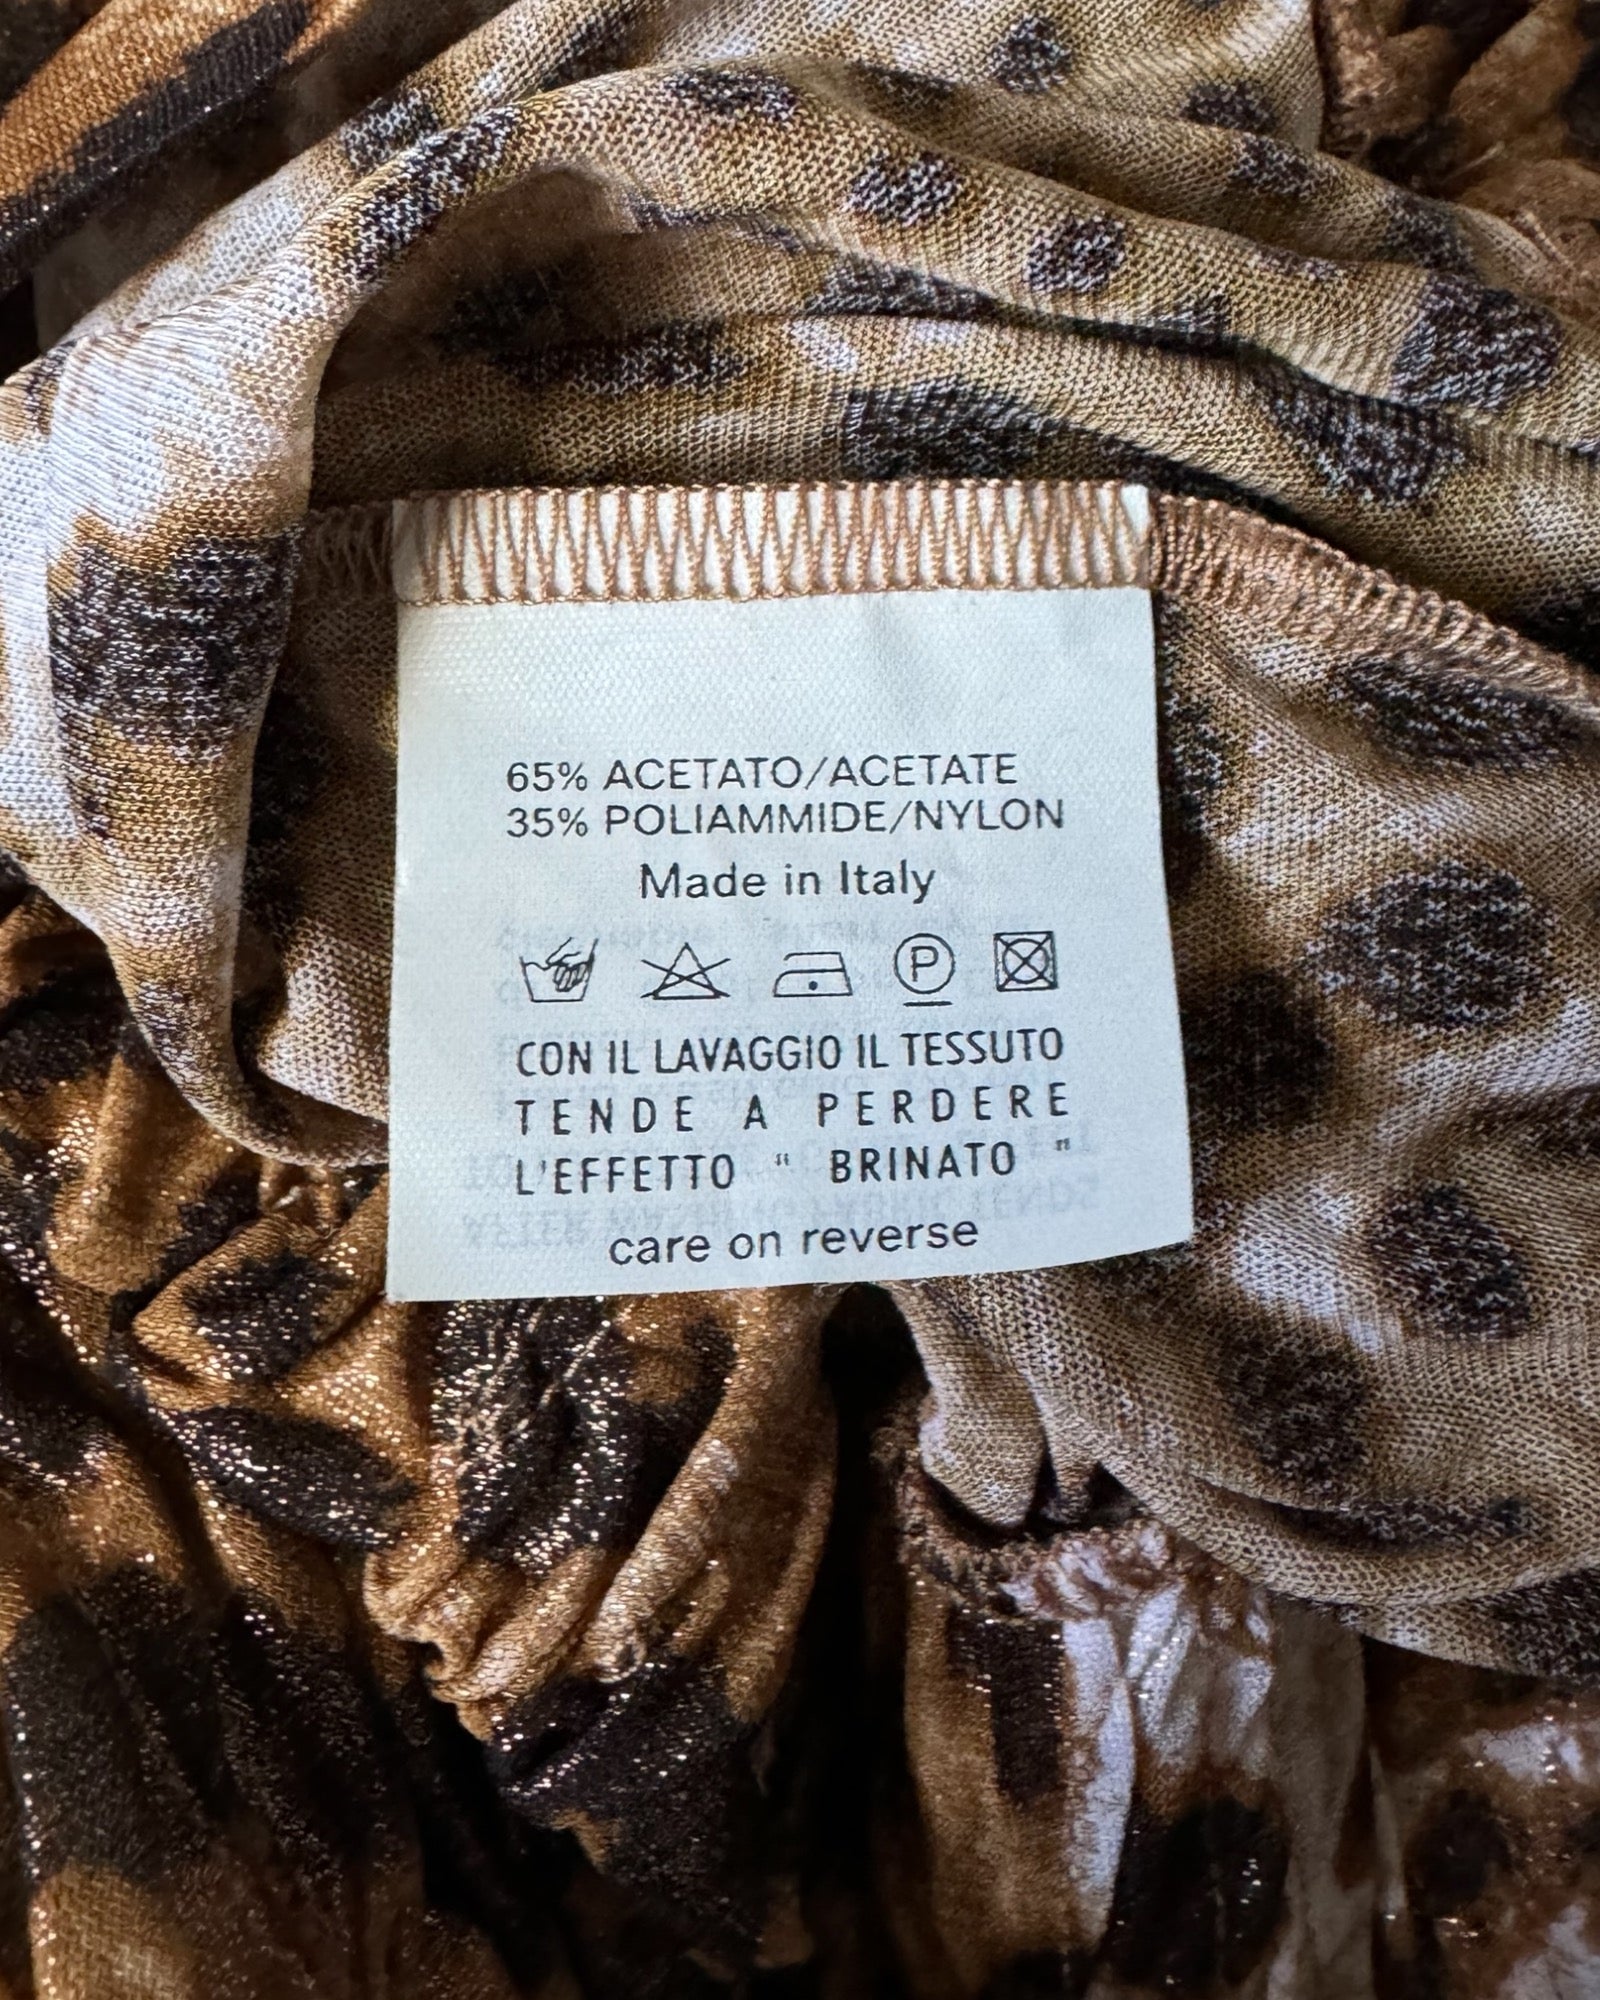 65% ACETATO/ACETATE
35% POLIAMMIDE/NYLON
Made in Italy
P
CON IL LAVAGGIO IL TESSUTO
TENDE A PERDERE
L'EFFETTO " BRINATO "
care on reverse